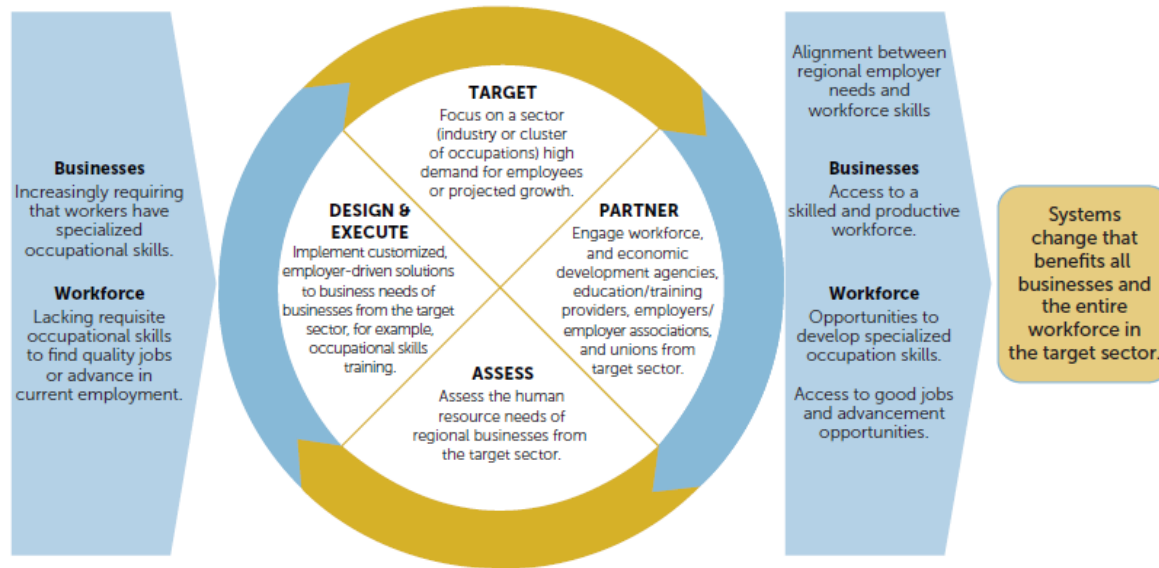 Businesses
Increasingly requiring
that workers have
specialized
occupational skills.
Workforce
Lacking requisite
occupational skills
to find quality jobs
or advance in
current employment.
TARGET
Focus on a sector
(industry or cluster
of occupations) high
demand for employees
or projected growth.
PARTNER
Engage workforce,
and economic
development agencies,
education/training
providers, employers/
employer associations,
and unions from
target sector.
ASSESS
Assess the human
resource needs of
regional businesses from
the target sector.
DESIGN &
EXECUTE
Implement customized,
employer-driven solutions
to business needs of
businesses from the target
sector, for example,
occupational skills
training.
Alignment between
regional employer
needs and
workforce skills
Businesses
Access to a
skilled and productive
workforce.
Workforce
Opportunities to
develop specialized
occupation skills.
Access to good jobs
and advancement
opportunities.
Systems
change that
benefits all
businesses and
the entire
workforce in
the target sector.